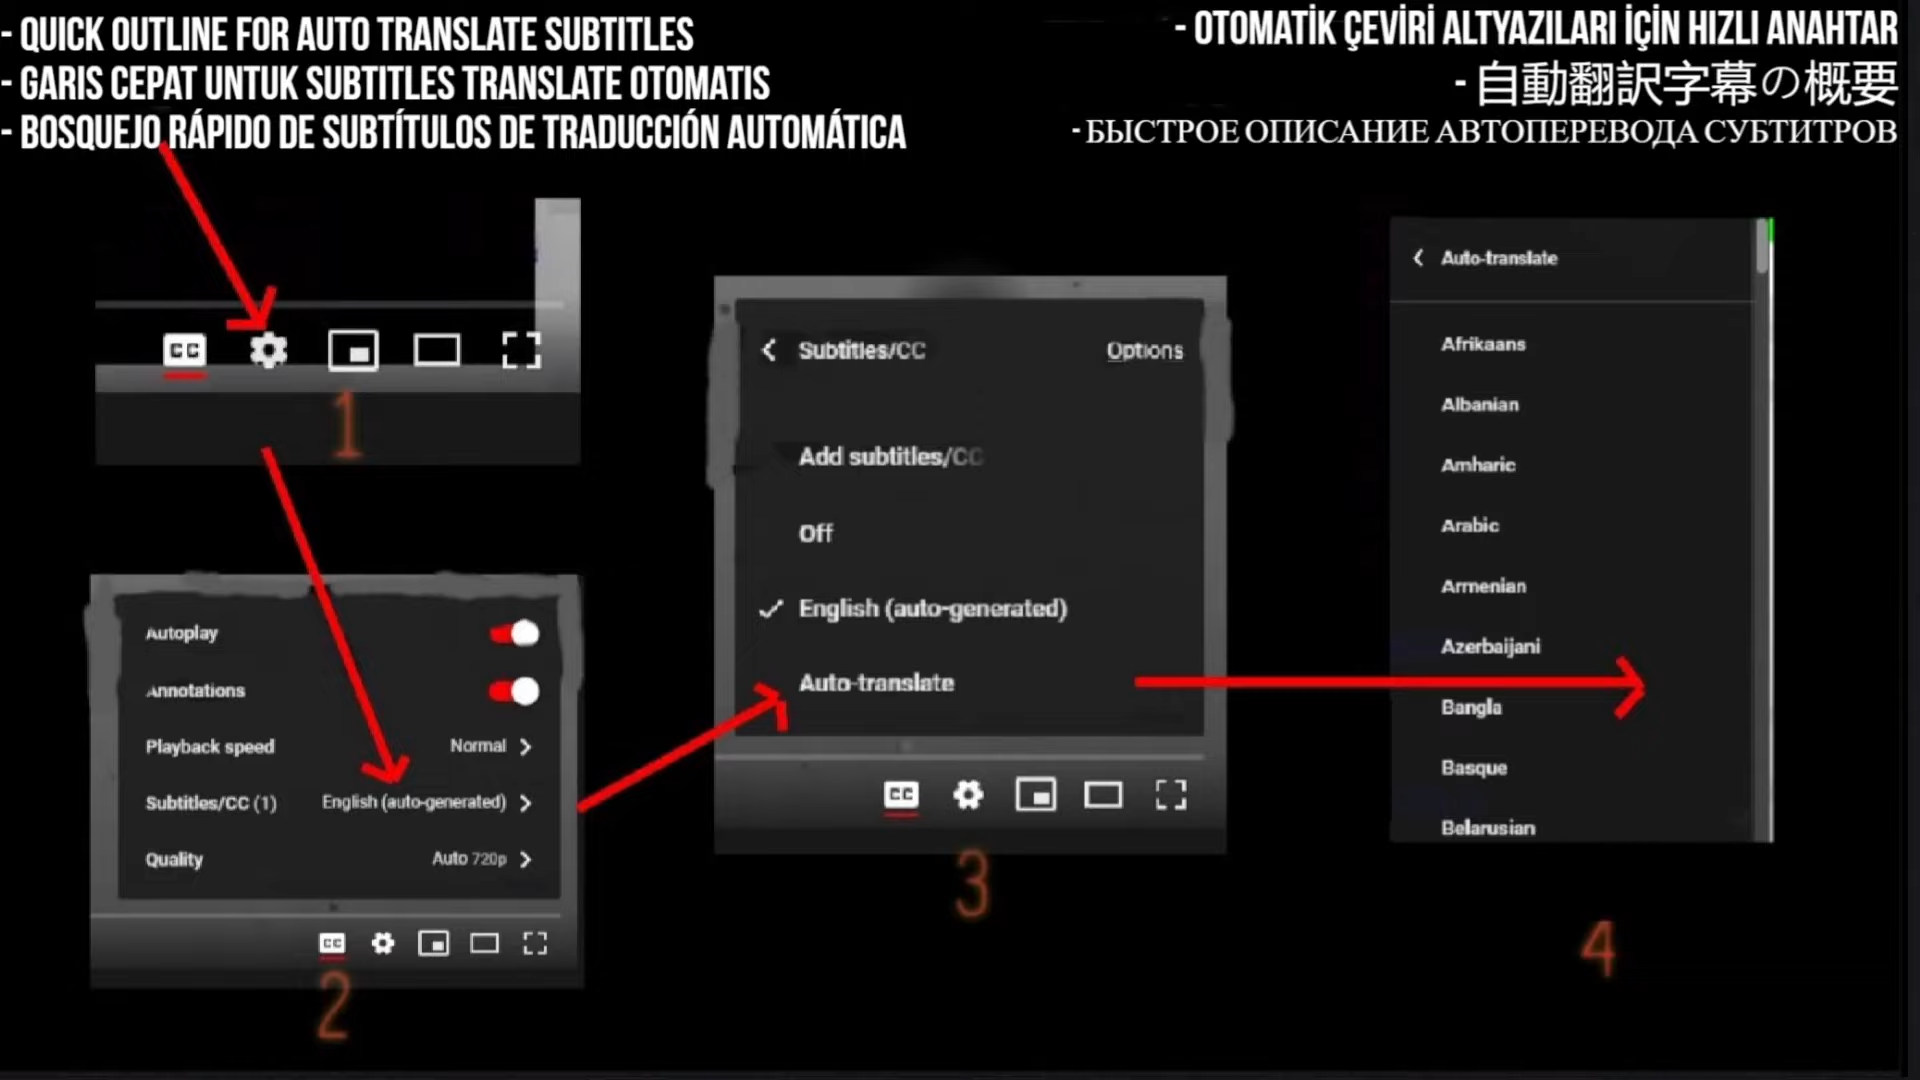 - QUICK OUTLINE FOR AUTO TRANSLATE SUBTITLES
- GARIS CEPAT UNTUK SUBTITLES TRANSLATE OTOMATIS
- BOSQUEJO RÁPIDO DE SUBTÍTULOS DE TRADUCCIÓN AUTOMÁTICA
- OTOMATİK ÇEVİRİ ALTYAZILARI İÇİN HIZLI ANAHTAR
- 自動翻訳字幕の概要
- БЫСТРОЕ ОПИСАНИЕ АВТОПЕРЕВОДА СУБТИТРОВ
CC
1
Autoplay
Annotations
Playback speed Normal
Subtitles/CC (1) English (auto-generated)
Quality Auto 720p
CC
2
Subtitles/CC Options
Add subtitles/CC
Off
English (auto-generated)
Auto-translate
CC
3
Auto-translate
Afrikaans
Albanian
Amharic
Arabic
Armenian
Azerbaijani
Bangla
Basque
Belarusian
4